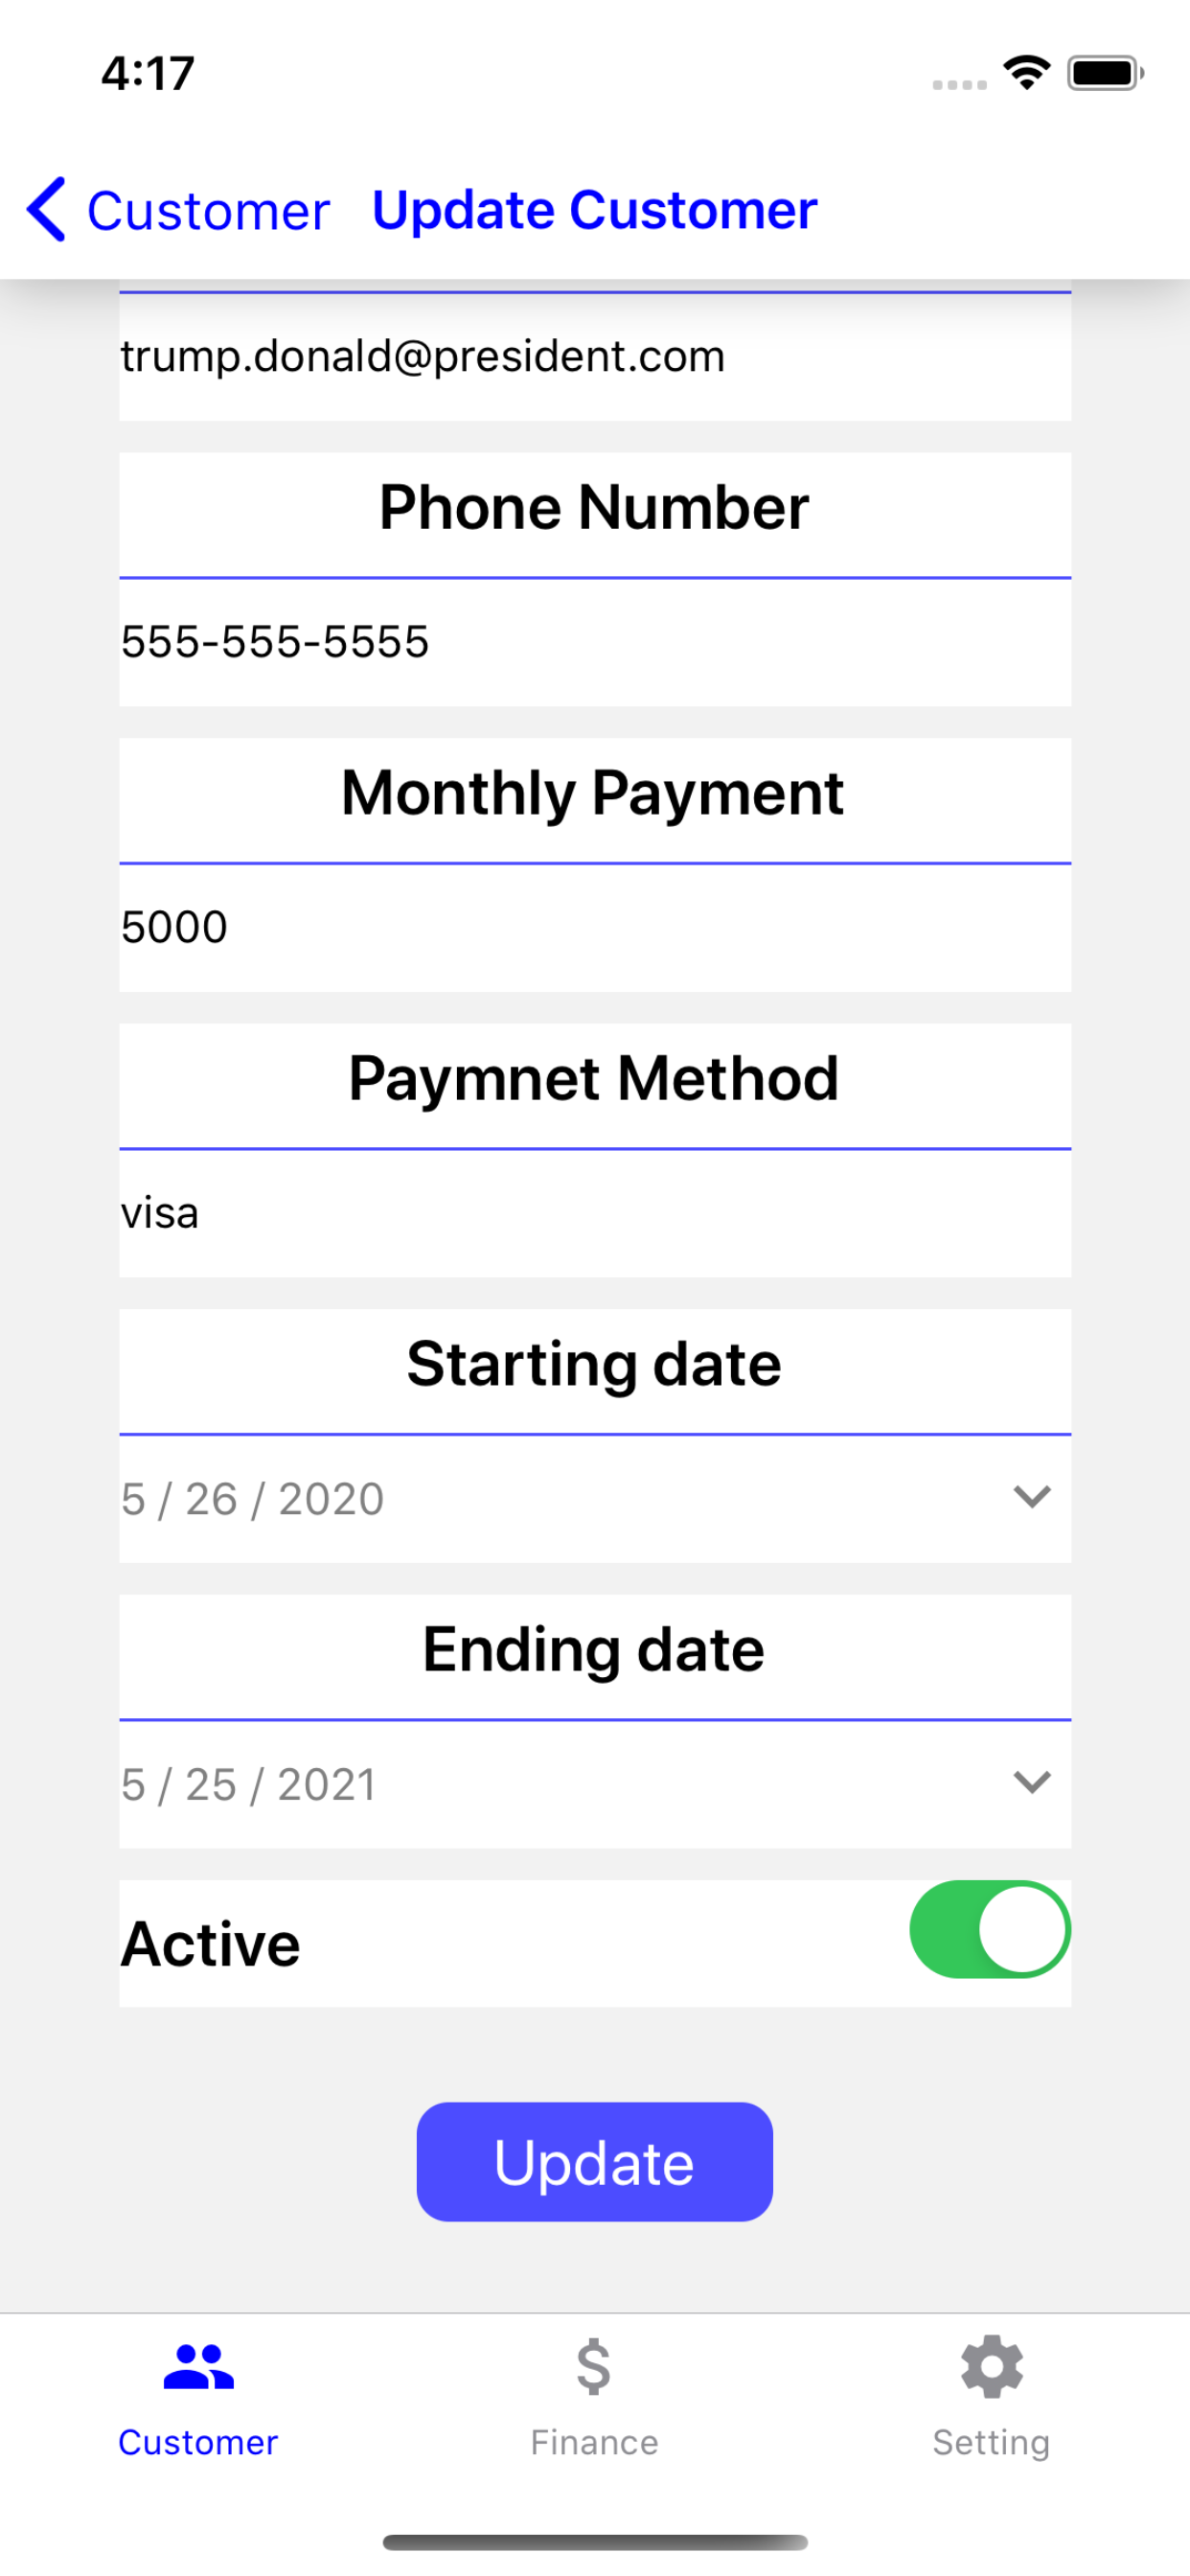 4:17
Customer Update Customer
trump.donald@president.com
Phone Number
555-555-5555
Monthly Payment
5000
Paymnet Method
visa
Starting date
5 / 26 / 2020
Ending date
5 / 25 / 2021
Active
Update
Customer Finance Setting